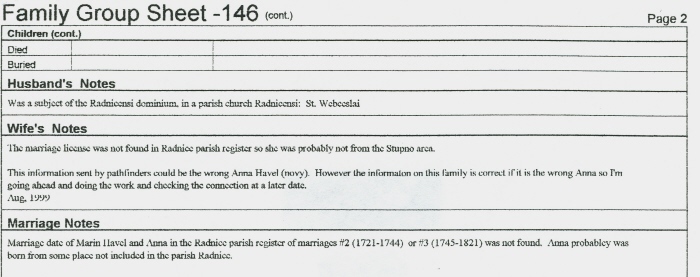 Family Group Sheet -146 (cont.)
Page 2
Children (cont.)
Died
Buried
Husband's Notes
Was a subject of the Radnicensi dominium, in a parish church Radnicensi: St. Webceslai
Wife's Notes
The marriage license was not found in Radnice parish register so she was probably not from the Stupno area.
This information sent by pathfinders could be the wrong Anna Havel (novy). However the informaton on this family is correct if it is the wrong Anna so I'm
going ahead and doing the work and checking the connection at a later date.
Aug, 1999
Marriage Notes
Marriage date of Marin Havel and Anna in the Radnice parish register of marriages #2 (1721-1744) or #3 (1745-1821) was not found. Anna probabley was
born from some place not included in the parish Radnice.